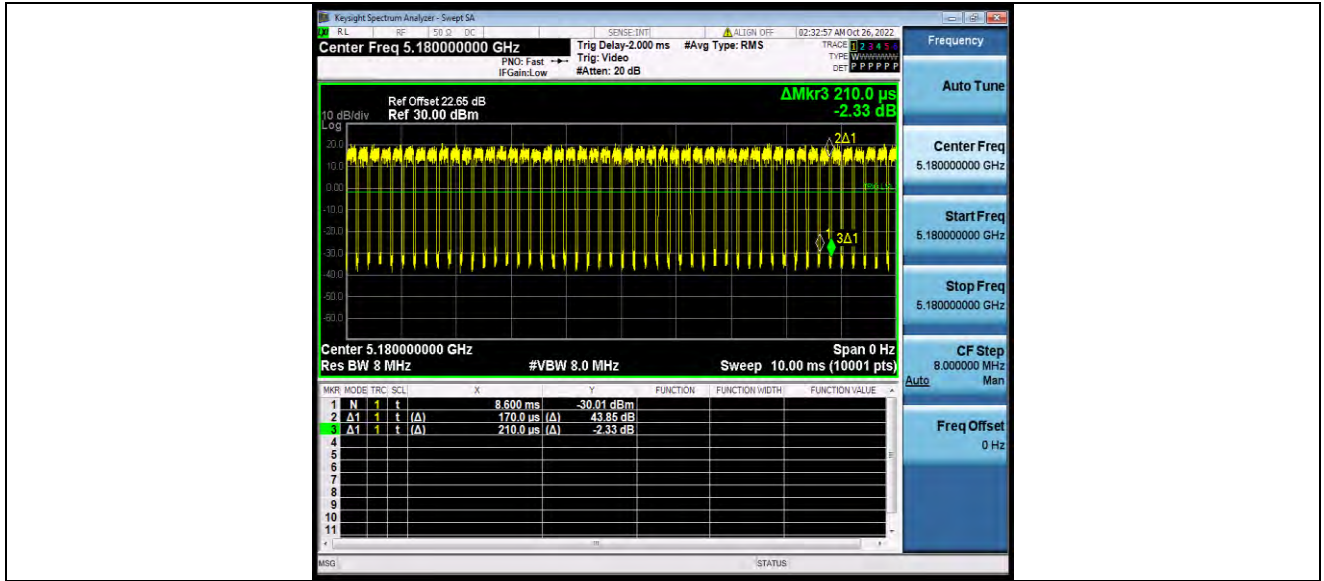 Keysight Spectrum Analyzer - Swept SA
RL RF 50 Ω DC SENSE:INT ALIGN OFF 02:32:57 AM Oct 26, 2022
Center Freq 5.180000000 GHz
PNO: Fast
IFGain:Low
Trig Delay-2.000 ms
Trig: Video
#Atten: 20 dB
#Avg Type: RMS
TRACE 1 2 3 4 5 6
TYPE WWWWWW
DET P P P P P P
Frequency
Auto Tune
Center Freq
5.180000000 GHz
Start Freq
5.180000000 GHz
Stop Freq
5.180000000 GHz
CF Step
8.000000 MHz
Auto Man
Freq Offset
0 Hz
ΔMkr3 210.0 µs
-2.33 dB
Ref Offset 22.65 dB
10 dB/div Ref 30.00 dBm
Log
20.0
10.0
0.00
-10.0
-20.0
-30.0
-40.0
-50.0
-60.0
2Δ1
1
3Δ1
Center 5.180000000 GHz Span 0 Hz
Res BW 8 MHz #VBW 8.0 MHz Sweep 10.00 ms (10001 pts)
MKR MODE TRC SCL X Y FUNCTION FUNCTION WIDTH FUNCTION VALUE
1 N 1 t 8.600 ms -30.01 dBm
2 Δ1 1 t (Δ) 170.0 µs (Δ) 43.85 dB
3 Δ1 1 t (Δ) 210.0 µs (Δ) -2.33 dB
4
5
6
7
8
9
10
11
MSG STATUS